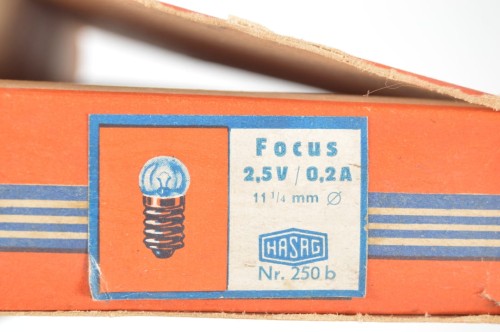 Focus
2,5V / 0,2A
11 1/4 mm Ø
HASAG
Nr. 250 b